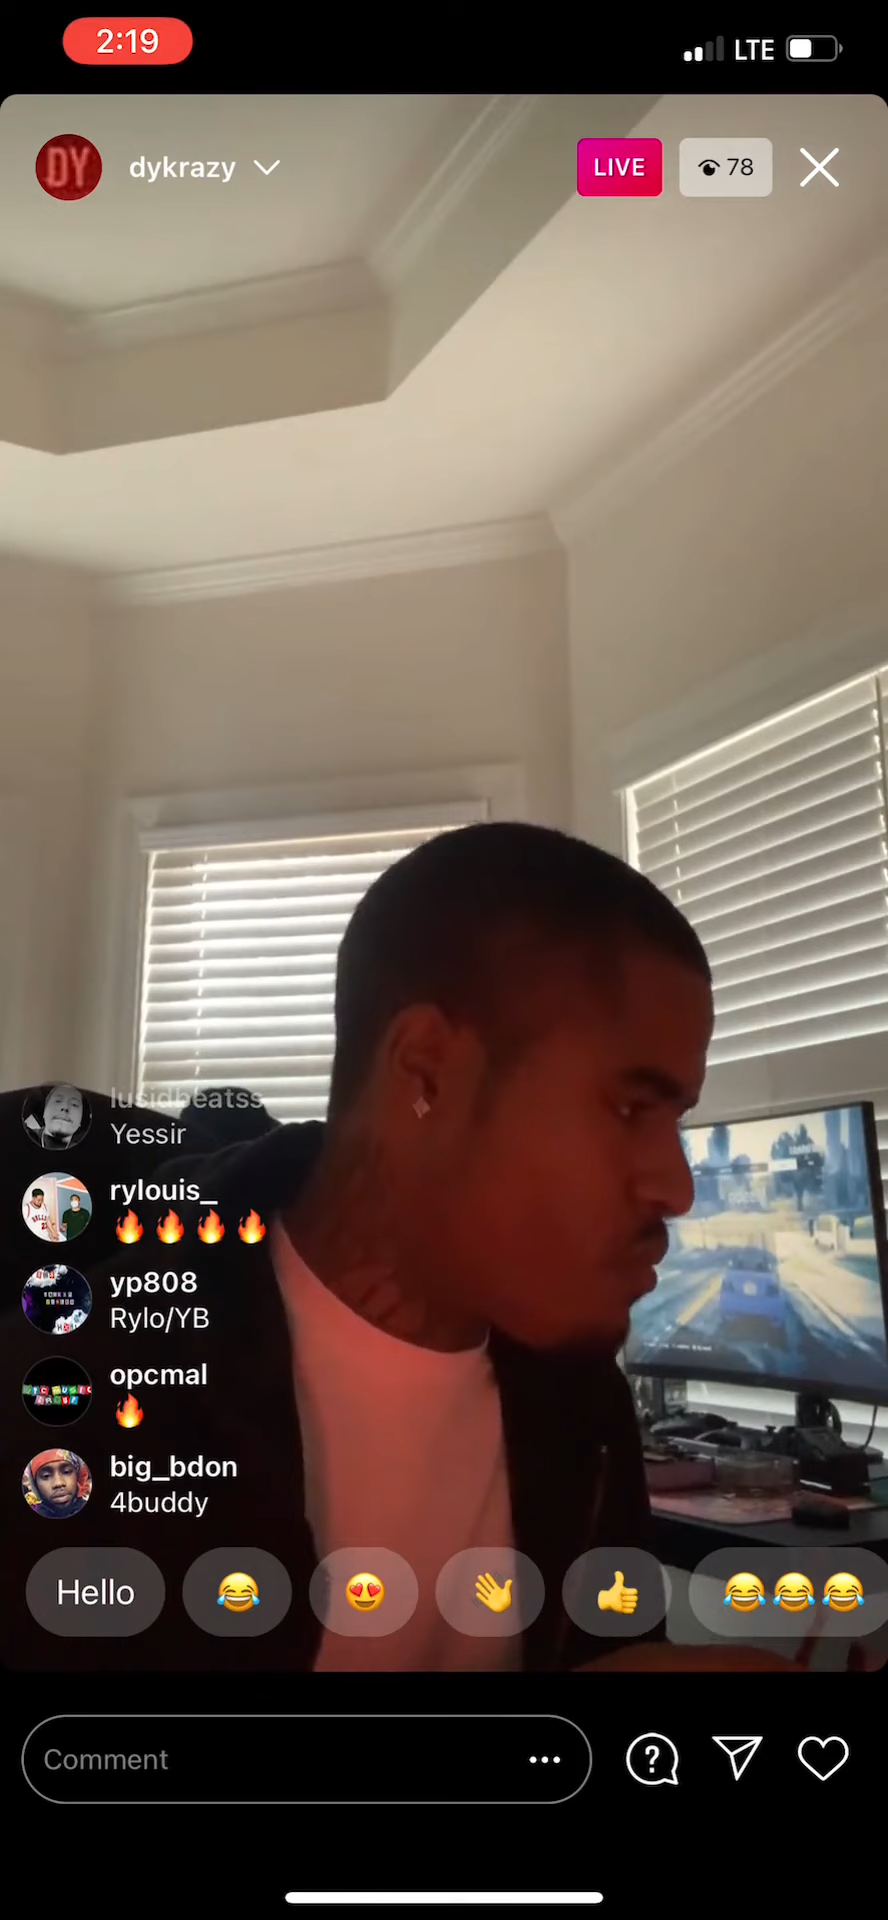 2:19
LTE
DY
dykrazy
LIVE
78
lusidbeatss
Yessir
rylouis_
🔥🔥🔥🔥
yp808
Rylo/YB
opcmal
🔥
big_bdon
4buddy
Hello 😂 😍 👋 👍 😂😂😂
Comment